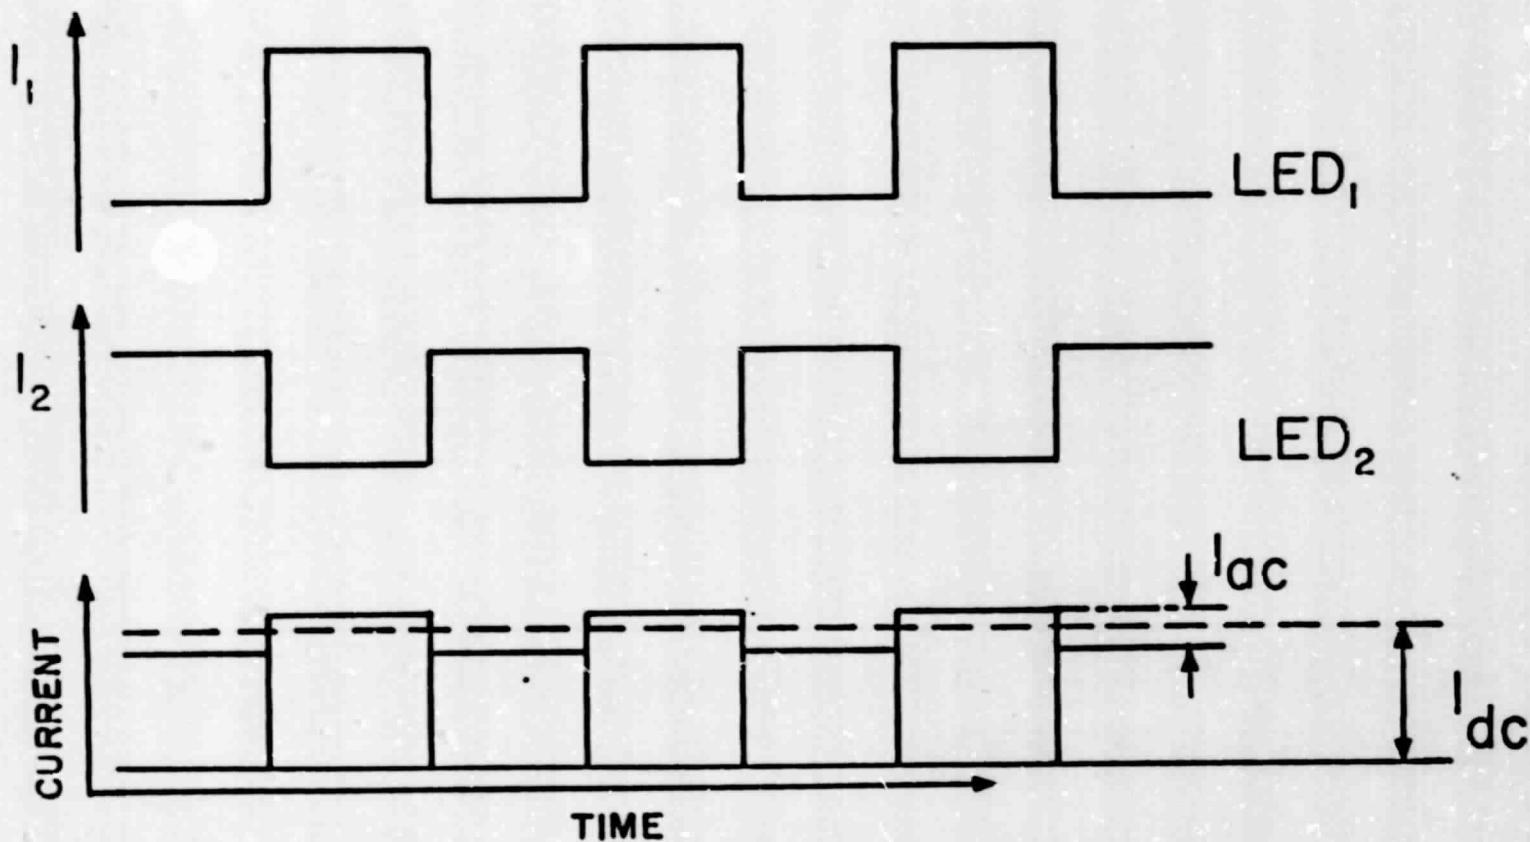 I₁
LED₁
I₂
LED₂
Iac
Idc
CURRENT
TIME